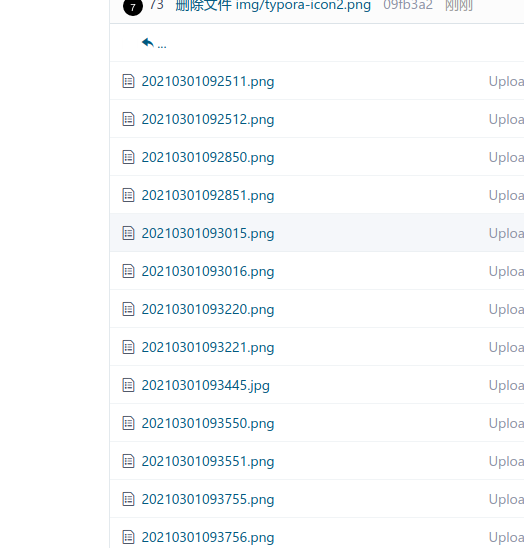 7 73 删除文件 img/typora-icon2.png 09fb3a2 刚刚
...
20210301092511.png Uploa
20210301092512.png Uploa
20210301092850.png Uploa
20210301092851.png Uploa
20210301093015.png Uploa
20210301093016.png Uploa
20210301093220.png Uploa
20210301093221.png Uploa
20210301093445.jpg Uploa
20210301093550.png Uploa
20210301093551.png Uploa
20210301093755.png Uploa
20210301093756.png Uploa